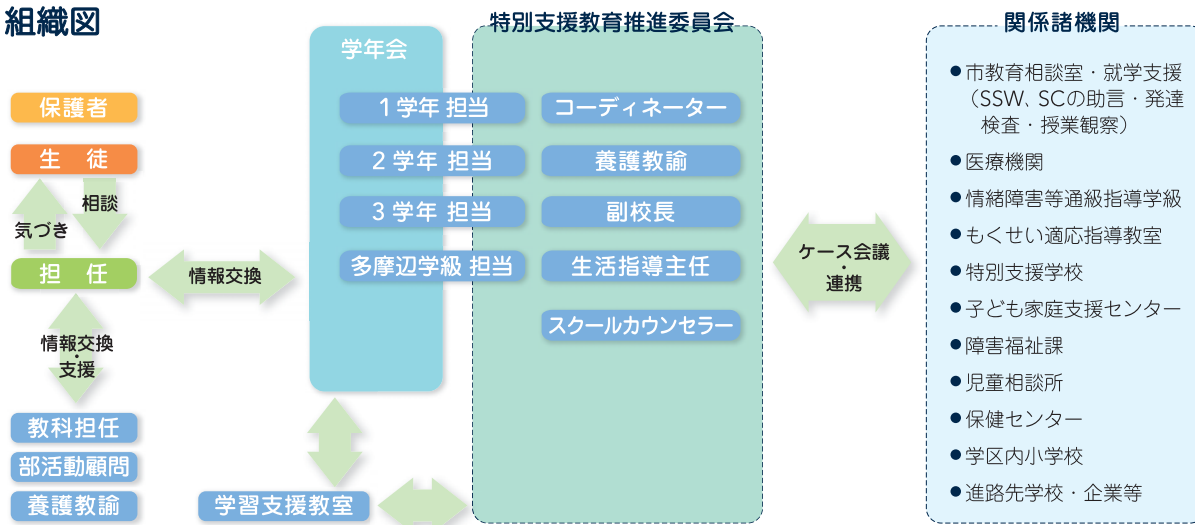 組織図
保護者
生 徒
気づき
相談
担 任
情報交換
・
支援
教科担任
部活動顧問
養護教諭
情報交換
学年会
1学年 担当
2学年 担当
3学年 担当
多摩辺学級 担当
学習支援教室
特別支援教育推進委員会
コーディネーター
養護教諭
副校長
生活指導主任
スクールカウンセラー
ケース会議
・
連携
関係諸機関
●市教育相談室・就学支援
（SSW、SCの助言・発達
検査・授業観察）
●医療機関
●情緒障害等通級指導学級
●もくせい適応指導教室
●特別支援学校
●子ども家庭支援センター
●障害福祉課
●児童相談所
●保健センター
●学区内小学校
●進路先学校・企業等